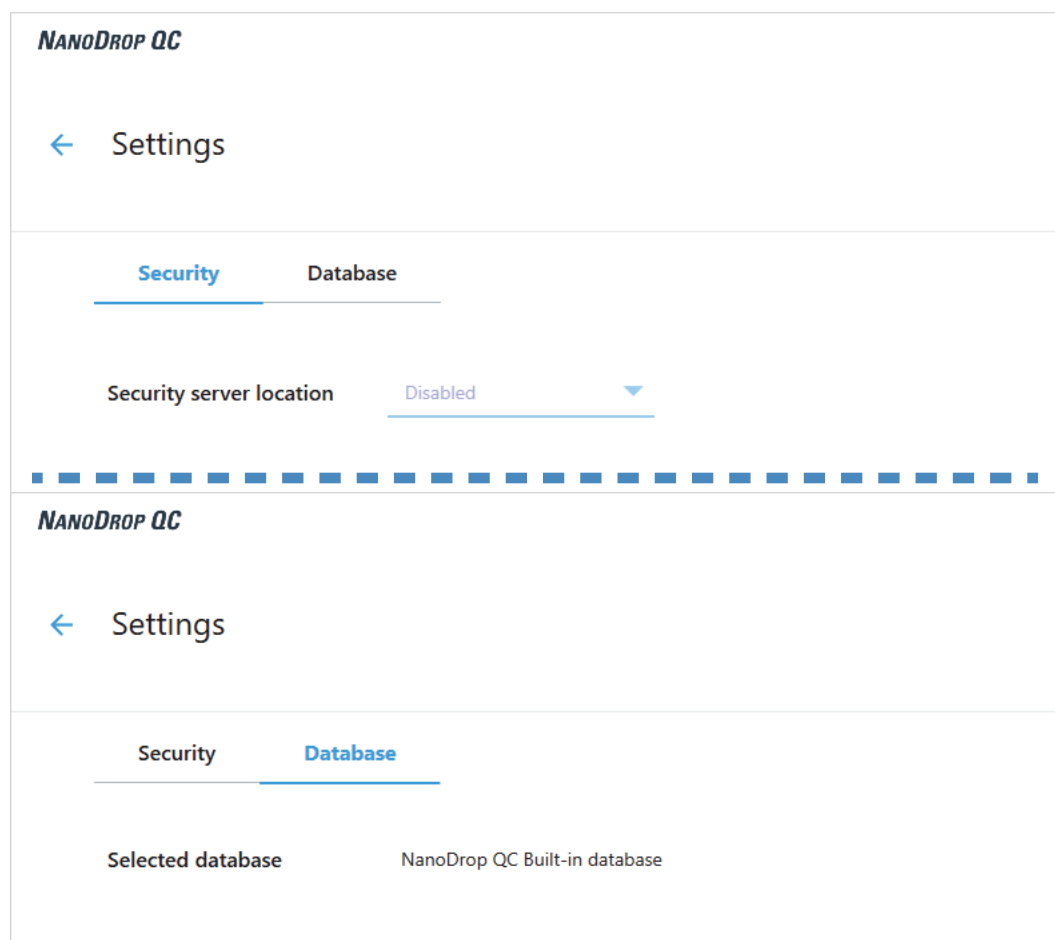 NANODROP QC
Settings
Security Database
Security server location Disabled
NANODROP QC
Settings
Security Database
Selected database NanoDrop QC Built-in database